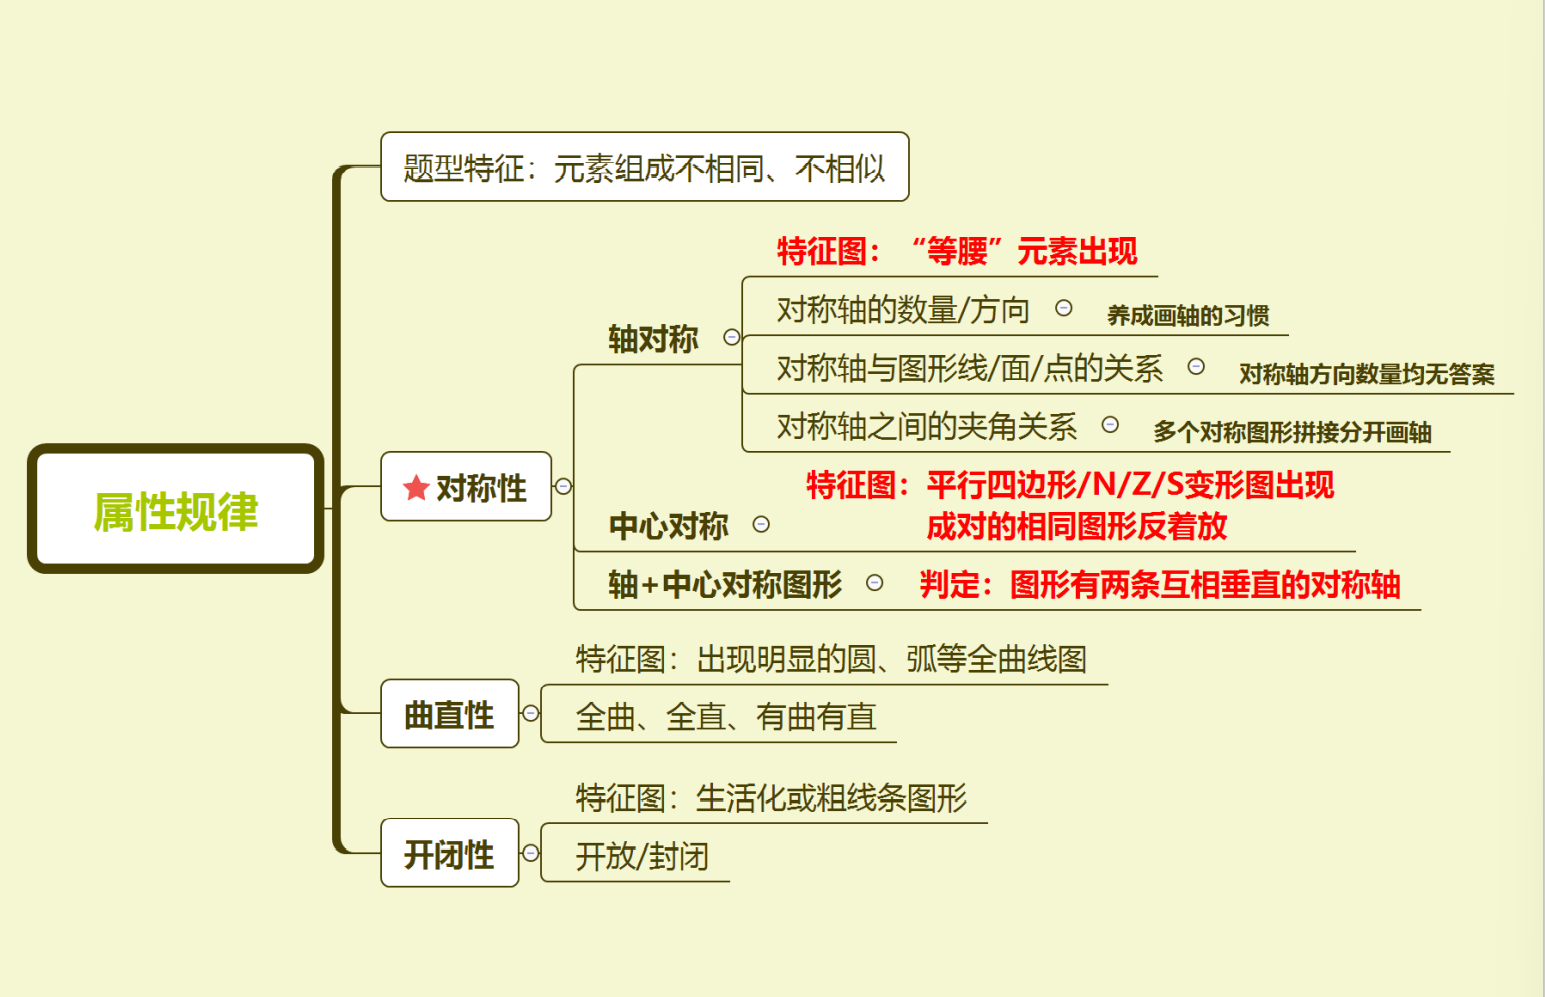 属性规律
题型特征：元素组成不相同、不相似
对称性
轴对称
特征图：“等腰”元素出现
对称轴的数量/方向
养成画轴的习惯
对称轴与图形线/面/点的关系
对称轴方向数量均无答案
对称轴之间的夹角关系
多个对称图形拼接分开画轴
中心对称
特征图：平行四边形/N/Z/S变形图出现
成对的相同图形反着放
轴+中心对称图形
判定：图形有两条互相垂直的对称轴
曲直性
特征图：出现明显的圆、弧等全曲线图
全曲、全直、有曲有直
开闭性
特征图：生活化或粗线条图形
开放/封闭